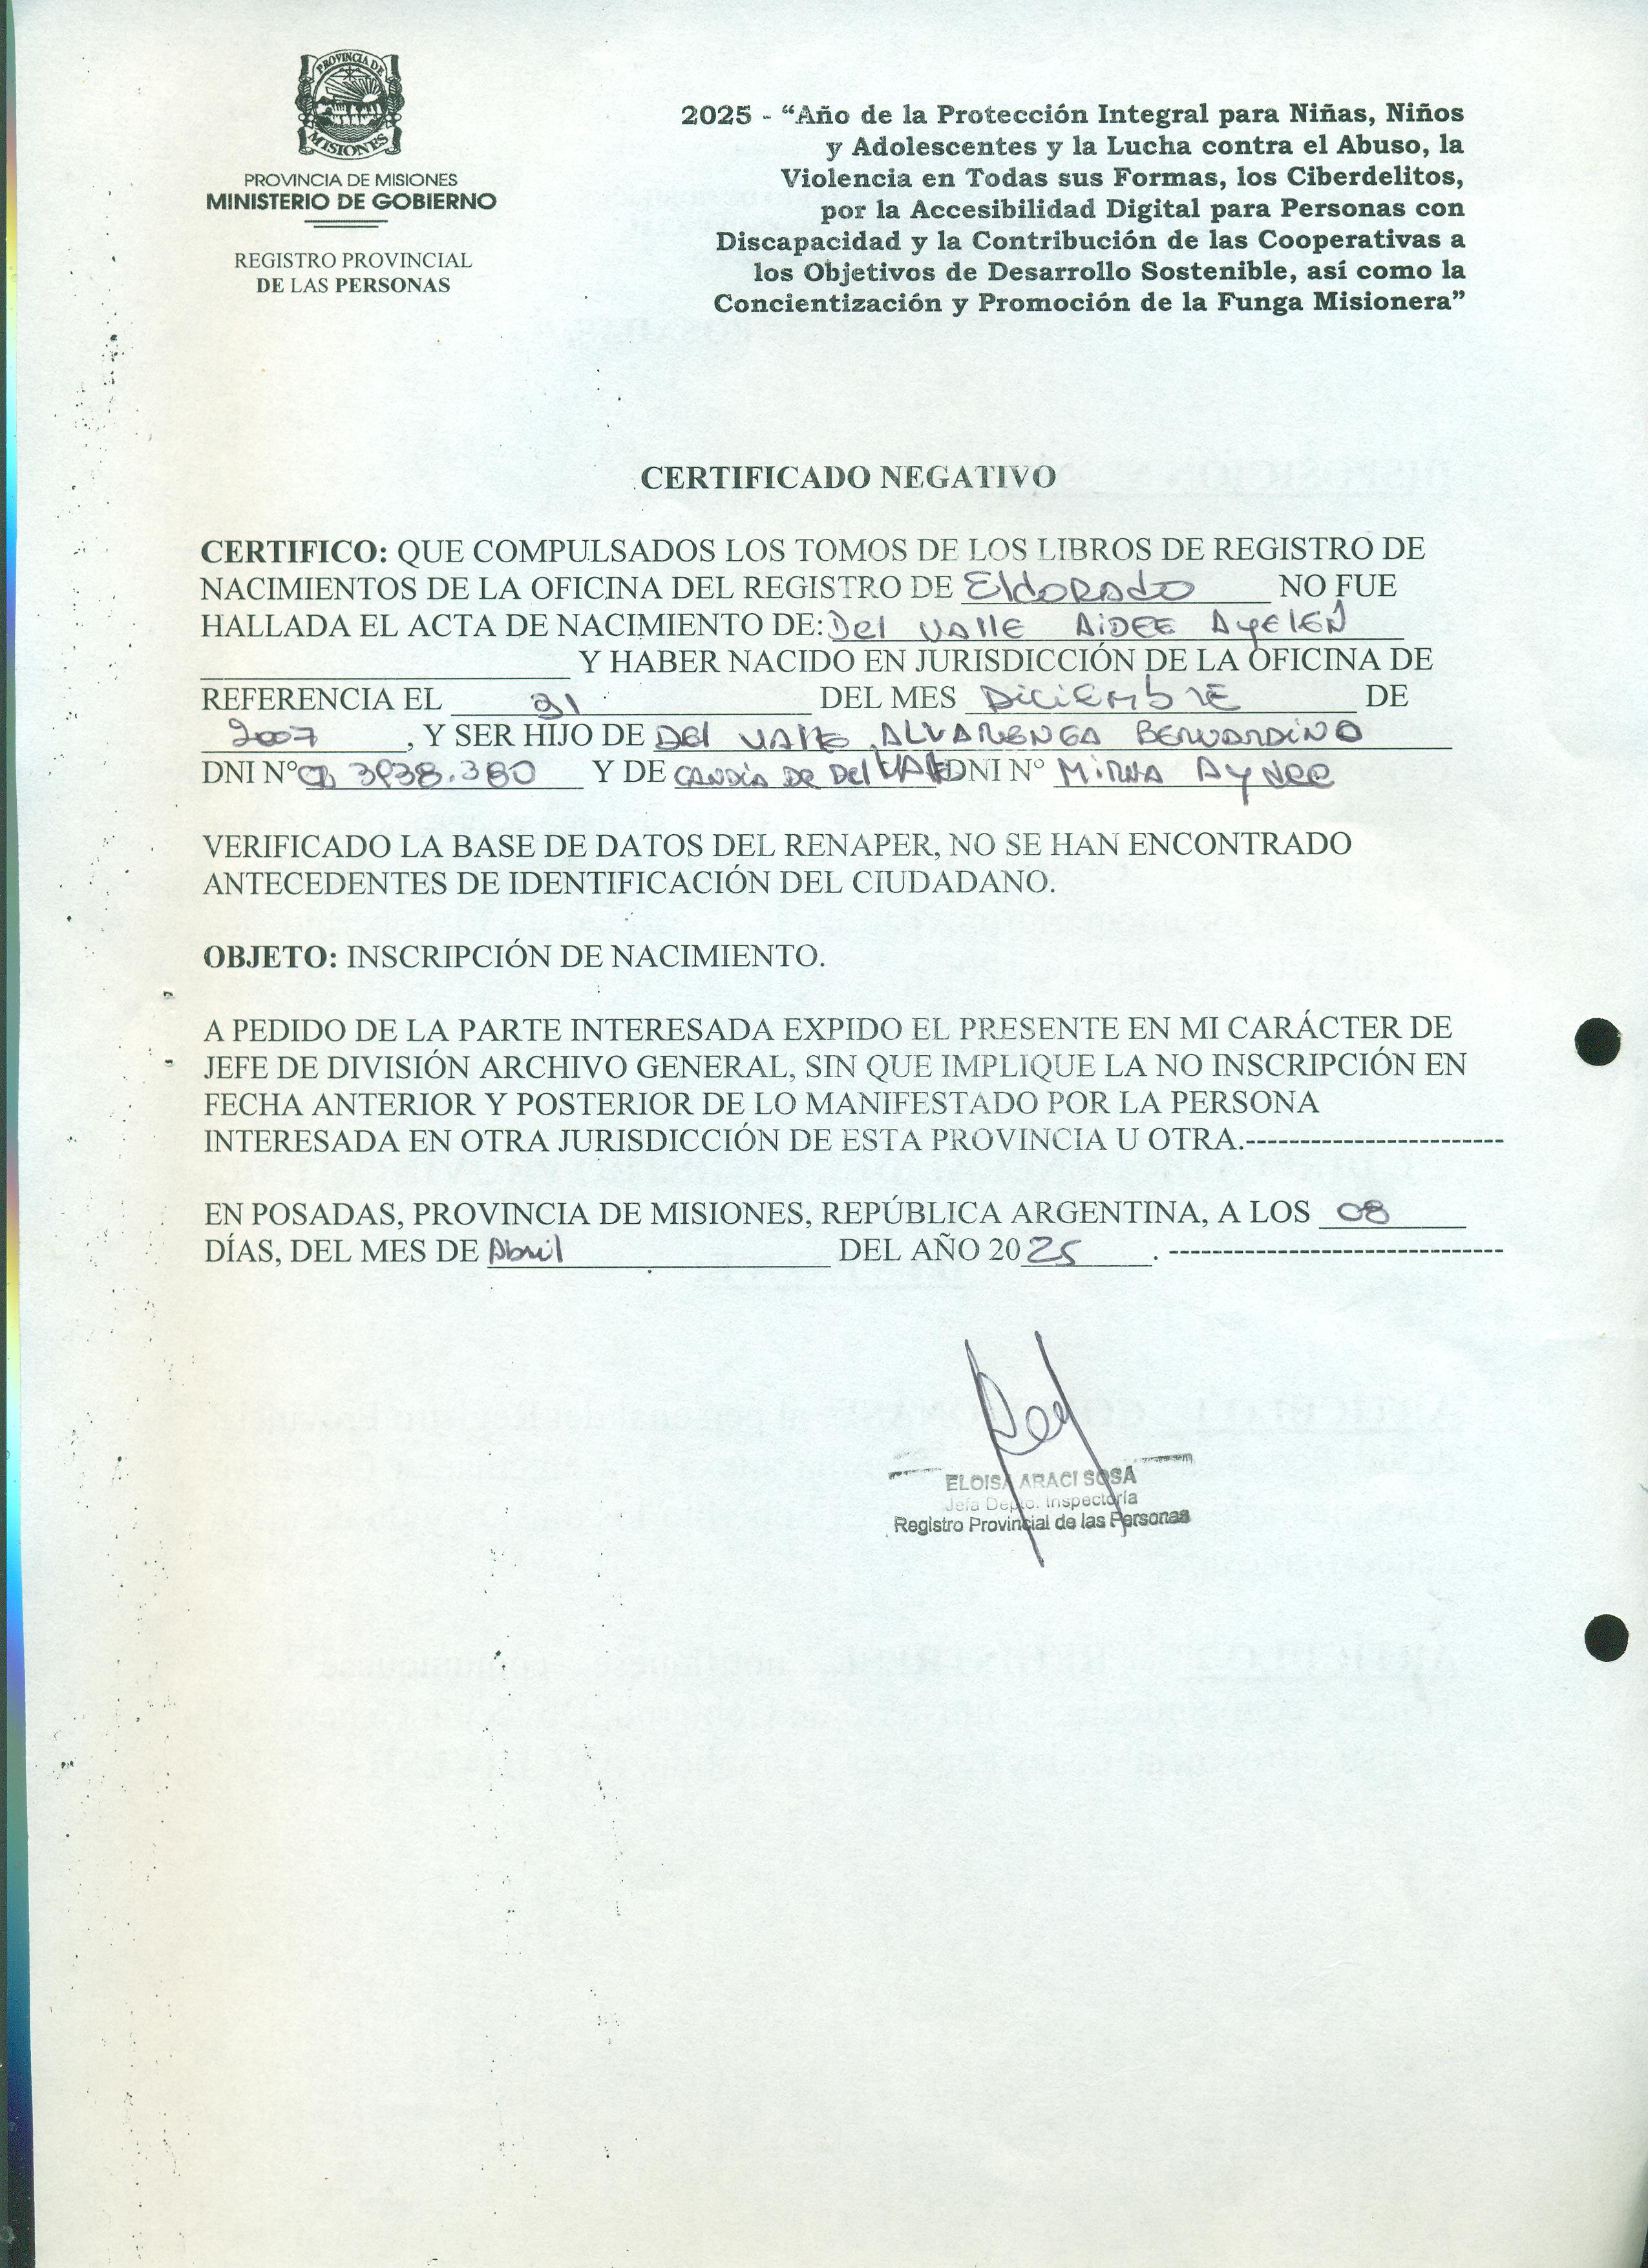 PROVINCIA DE
MISIONES
PROVINCIA DE MISIONES
MINISTERIO DE GOBIERNO
REGISTRO PROVINCIAL
DE LAS PERSONAS
2025 - “Año de la Protección Integral para Niñas, Niños
y Adolescentes y la Lucha contra el Abuso, la
Violencia en Todas sus Formas, los Ciberdelitos,
por la Accesibilidad Digital para Personas con
Discapacidad y la Contribución de las Cooperativas a
los Objetivos de Desarrollo Sostenible, así como la
Concientización y Promoción de la Funga Misionera”
CERTIFICADO NEGATIVO
CERTIFICO: QUE COMPULSADOS LOS TOMOS DE LOS LIBROS DE REGISTRO DE
NACIMIENTOS DE LA OFICINA DEL REGISTRO DE Eldorado NO FUE
HALLADA EL ACTA DE NACIMIENTO DE: Del Valle Aidee Ayelén
Y HABER NACIDO EN JURISDICCIÓN DE LA OFICINA DE
REFERENCIA EL 31 DEL MES Diciembre DE
2007, Y SER HIJO DE Del Valle Alvarenga Bernardino
DNI N° 3938.380 Y DE Candia de Del Valle DNI N° Mirna Aynee
VERIFICADO LA BASE DE DATOS DEL RENAPER, NO SE HAN ENCONTRADO
ANTECEDENTES DE IDENTIFICACIÓN DEL CIUDADANO.
OBJETO: INSCRIPCIÓN DE NACIMIENTO.
A PEDIDO DE LA PARTE INTERESADA EXPIDO EL PRESENTE EN MI CARÁCTER DE
JEFE DE DIVISIÓN ARCHIVO GENERAL, SIN QUE IMPLIQUE LA NO INSCRIPCIÓN EN
FECHA ANTERIOR Y POSTERIOR DE LO MANIFESTADO POR LA PERSONA
INTERESADA EN OTRA JURISDICCIÓN DE ESTA PROVINCIA U OTRA.------------------------
EN POSADAS, PROVINCIA DE MISIONES, REPÚBLICA ARGENTINA, A LOS 08
DÍAS, DEL MES DE Abril DEL AÑO 2025. -------------------------------
ELOISA ARACI SOSA
Jefa Depto. Inspectoría
Registro Provincial de las Personas